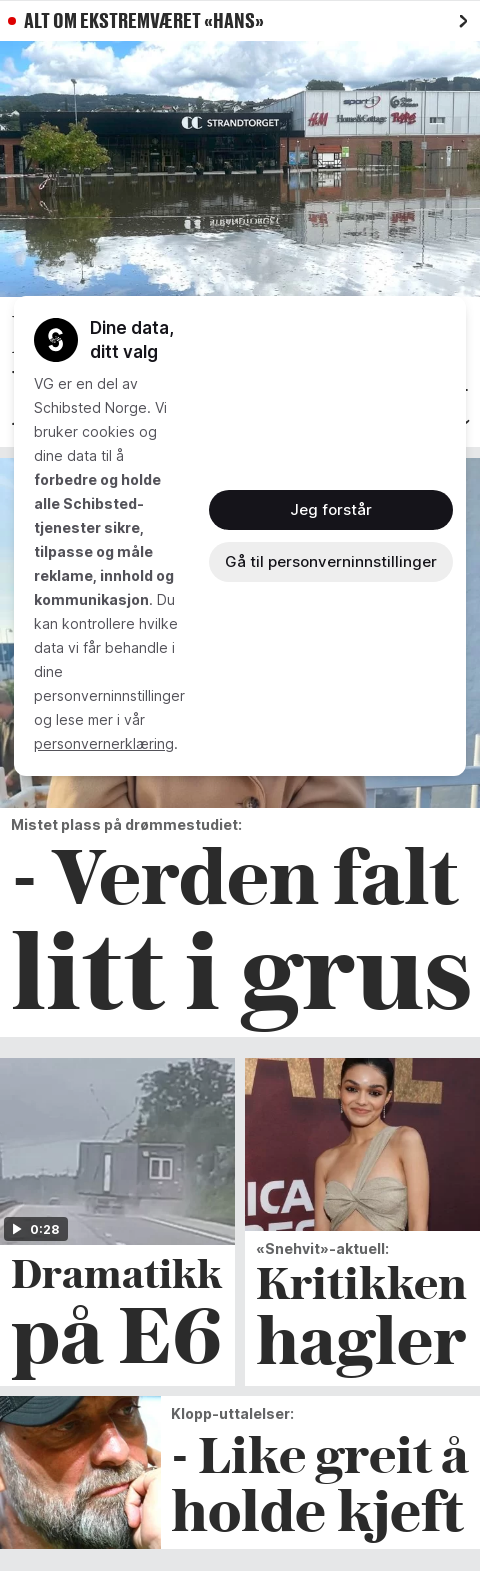 ALT OM EKSTREMVÆRET «HANS»
STRANDTORGET
sport
H&M
Home&Cottage
Dine data,
ditt valg
VG er en del av
Schibsted Norge. Vi
bruker cookies og
dine data til å
forbedre og holde
alle Schibsted-
tjenester sikre,
tilpasse og måle
reklame, innhold og
kommunikasjon. Du
kan kontrollere hvilke
data vi får behandle i
dine
personverninnstillinger
og lese mer i vår
personvernerklæring.
Jeg forstår
Gå til personverninnstillinger
Mistet plass på drømmestudiet:
- Verden falt
litt i grus
0:28
Dramatikk
på E6
«Snehvit»-aktuell:
Kritikken
hagler
Klopp-uttalelser:
- Like greit å
holde kjeft